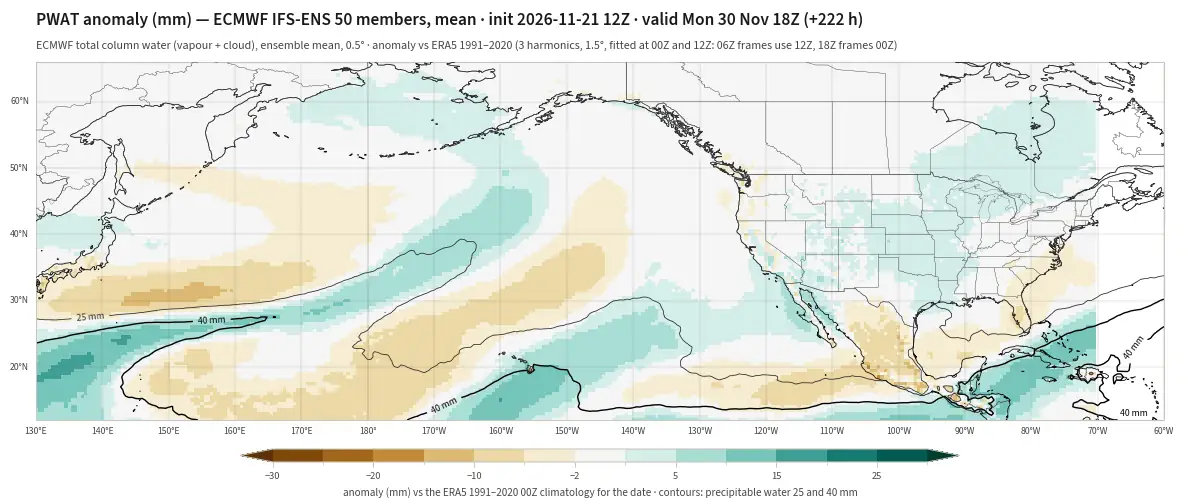 PWAT anomaly (mm) — ECMWF IFS-ENS 50 members, mean · init 2026-11-21 12Z · valid Mon 30 Nov 18Z (+222 h)
ECMWF total column water (vapour + cloud), ensemble mean, 0.5° · anomaly vs ERA5 1991–2020 (3 harmonics, 1.5°, fitted at 00Z and 12Z: 06Z frames use 12Z, 18Z frames 00Z)
60°N
50°N
40°N
30°N
25 mm
40 mm
20°N
40 mm
40 mm
40 mm
130°E 140°E 150°E 160°E 170°E 180° 170°W 160°W 150°W 140°W 130°W 120°W 110°W 100°W 90°W 80°W 70°W 60°W
−30 −20 −10 −2 5 15 25
anomaly (mm) vs the ERA5 1991–2020 00Z climatology for the date · contours: precipitable water 25 and 40 mm